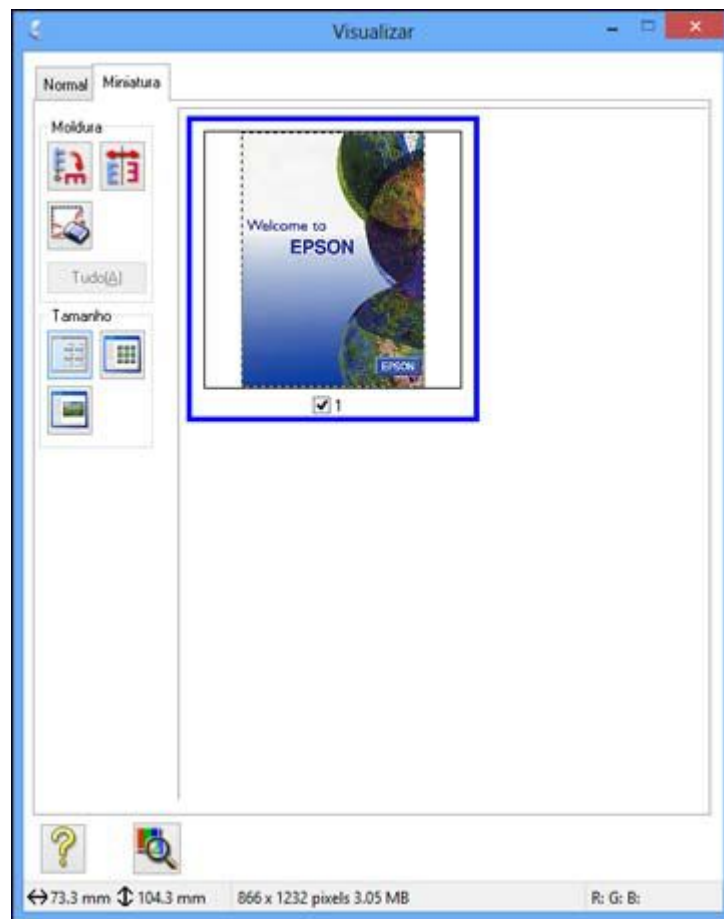 Visualizar
Normal Miniatura
Moldura
Tudo(A)
Tamanho
Welcome to
EPSON
EPSON
1
73.3 mm 104.3 mm 866 x 1232 pixels 3.05 MB R: G: B: